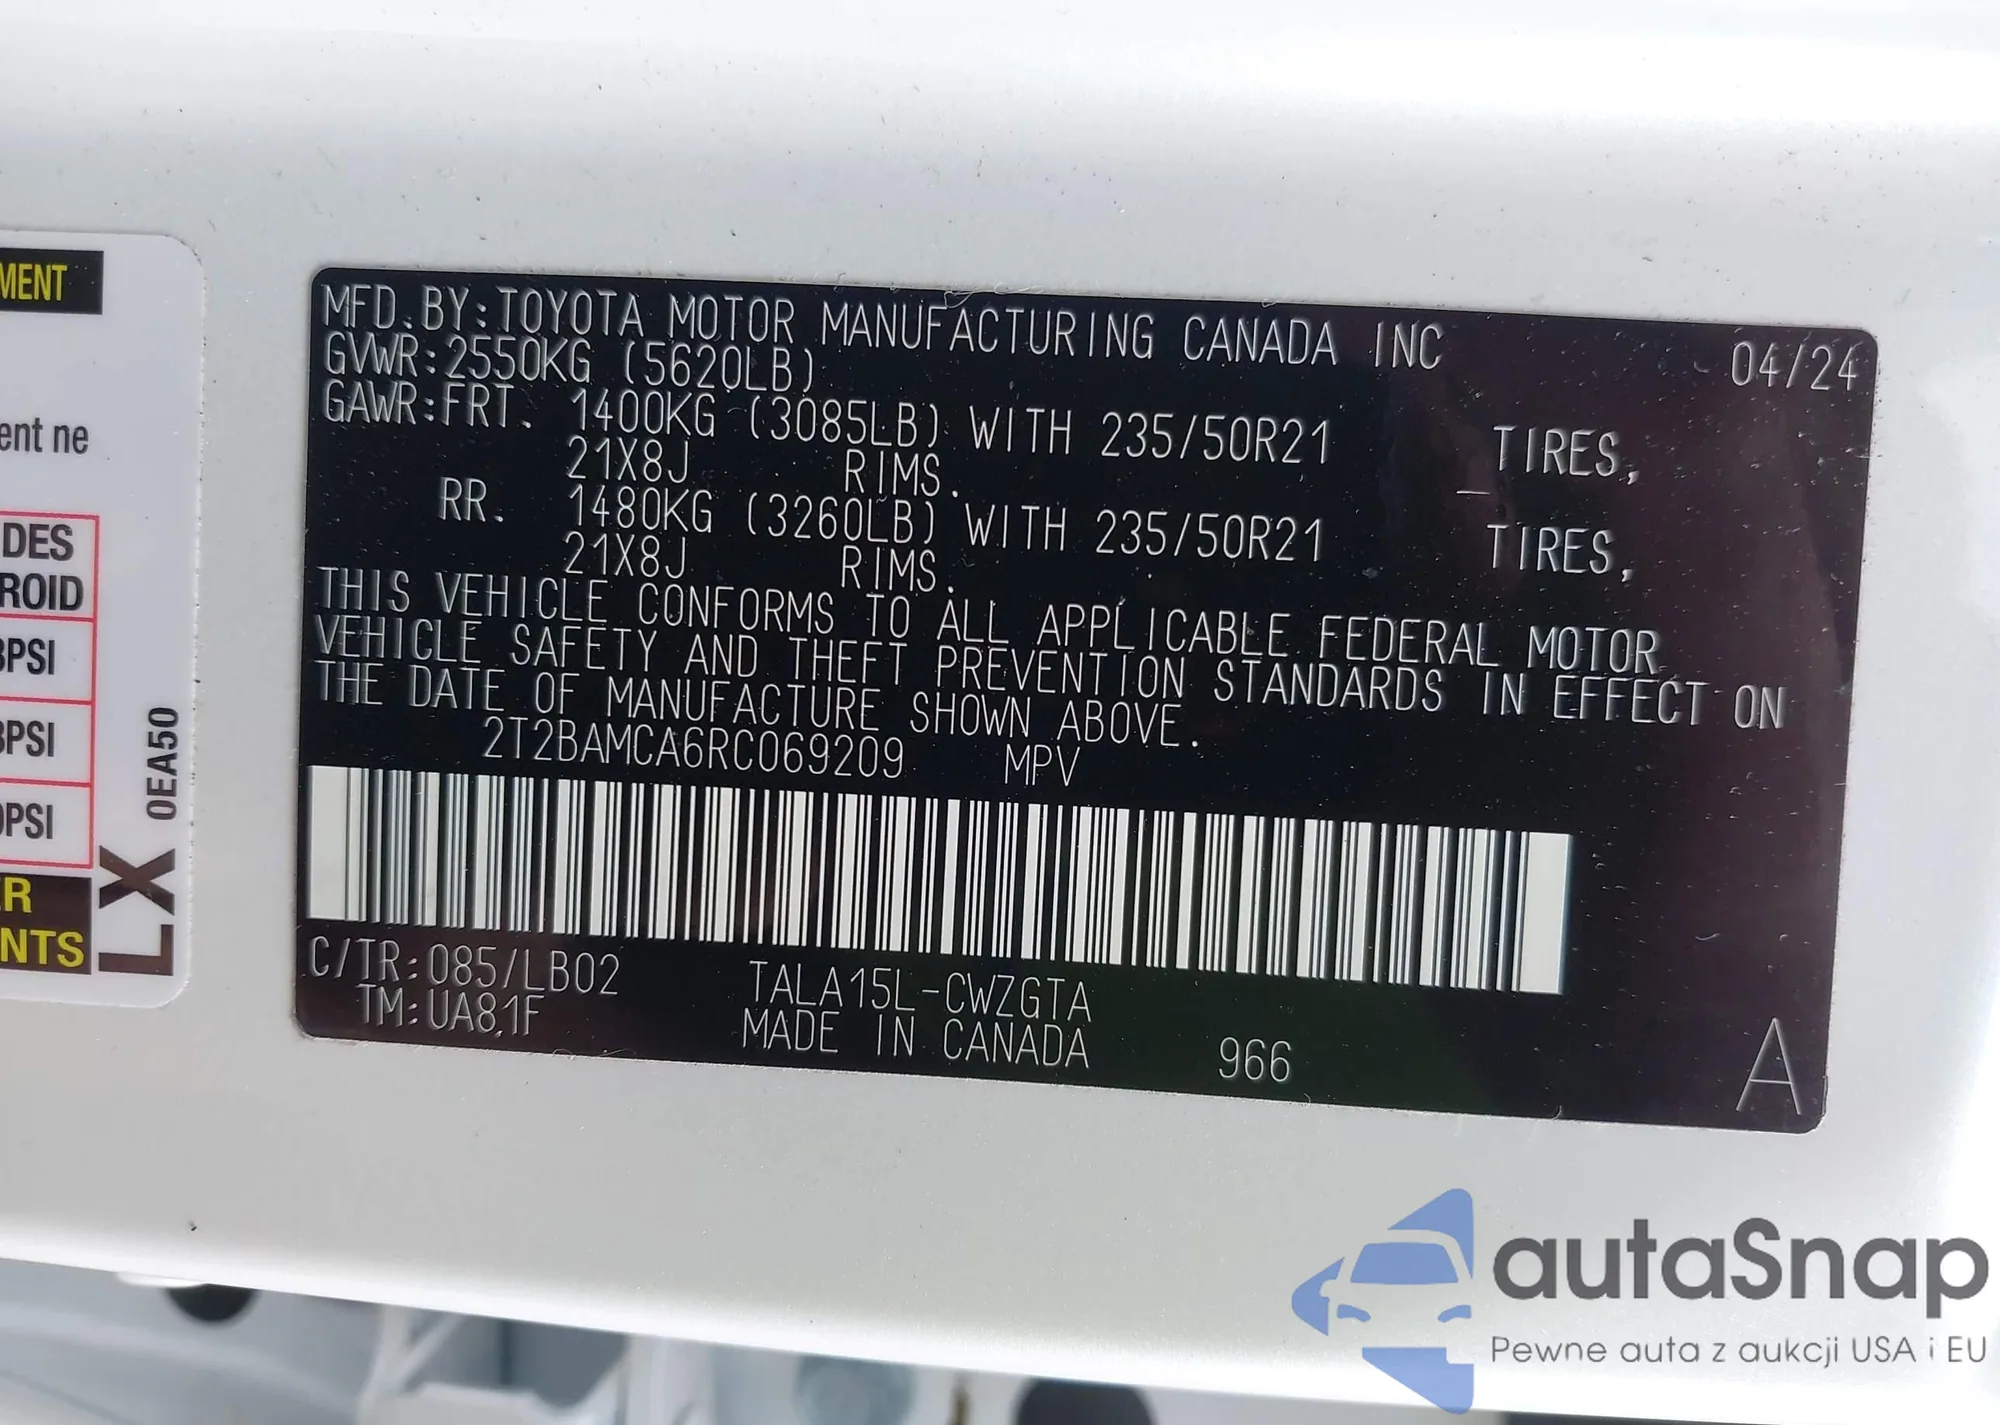 MENT
ent ne
DES
ROID
PSI
PSI
PSI
R
NTS
LX 0EA50
MFD.BY:TOYOTA MOTOR MANUFACTURING CANADA INC 04/24
GVWR:2550KG (5620LB)
GAWR:FRT. 1400KG (3085LB) WITH 235/50R21 TIRES,
21X8J RIMS.
RR. 1480KG (3260LB) WITH 235/50R21 TIRES,
21X8J RIMS.
THIS VEHICLE CONFORMS TO ALL APPLICABLE FEDERAL MOTOR
VEHICLE SAFETY AND THEFT PREVENTION STANDARDS IN EFFECT ON
THE DATE OF MANUFACTURE SHOWN ABOVE.
2T2BAMCA6RC069209 MPV
C/TR:085/LB02 TALA15L-CWZGTA
TM:UA81F MADE IN CANADA 966 A
autaSnap
Pewne auta z aukcji USA i EU